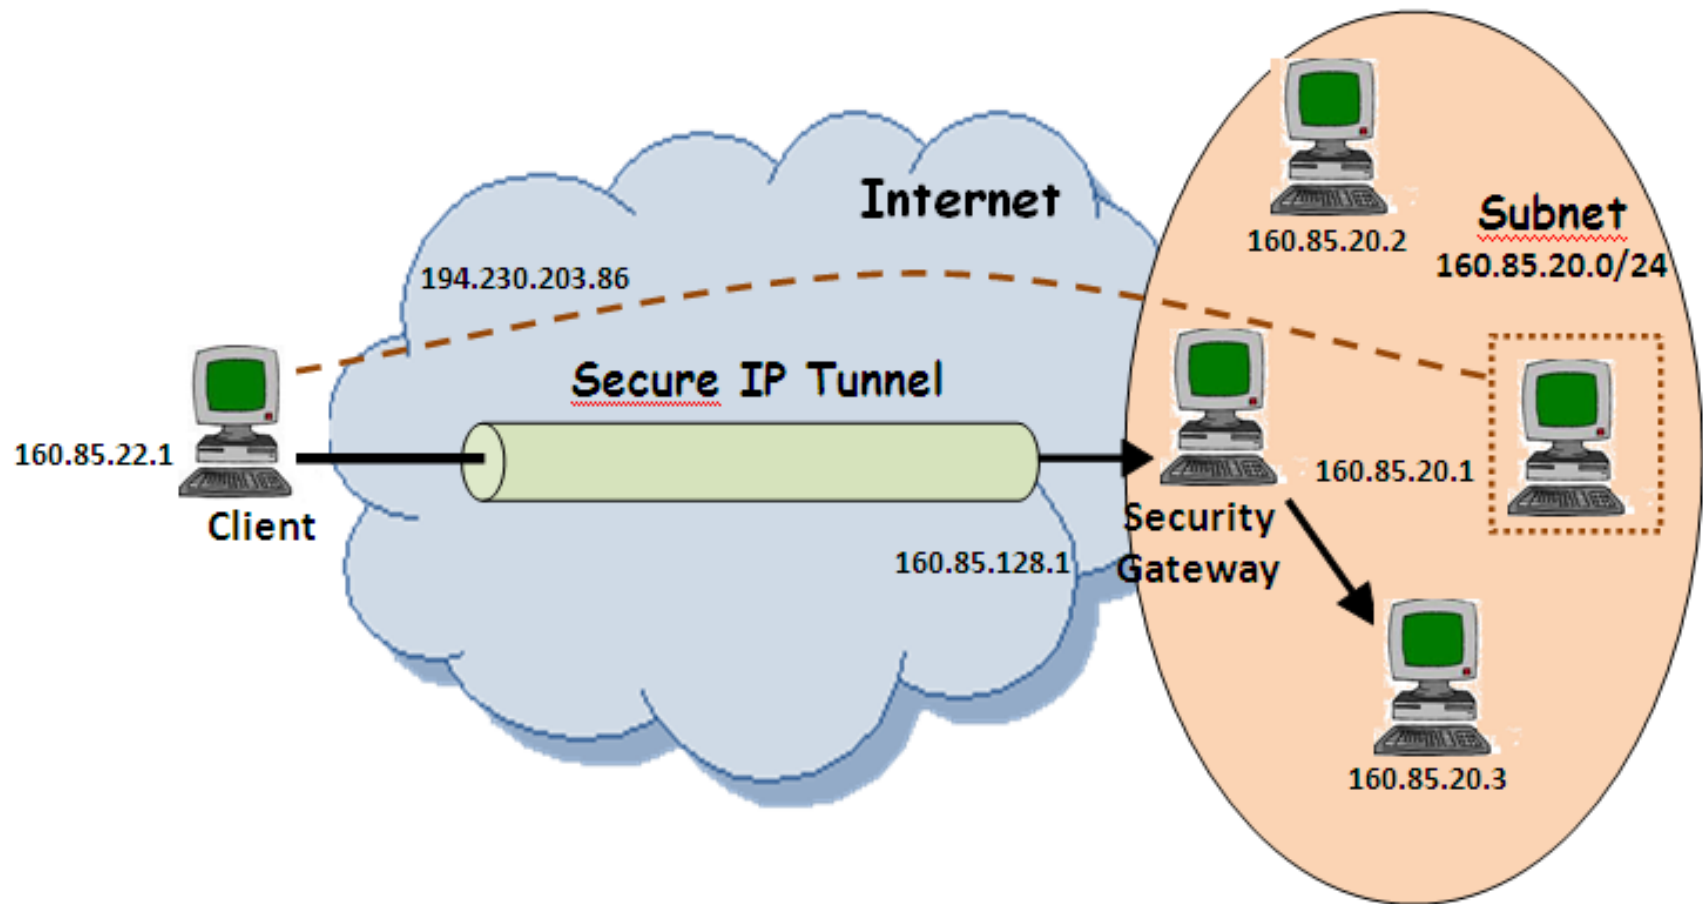 Internet
160.85.20.2
Subnet
160.85.20.0/24
194.230.203.86
Secure IP Tunnel
160.85.22.1
Client
160.85.20.1
Security
Gateway
160.85.128.1
160.85.20.3